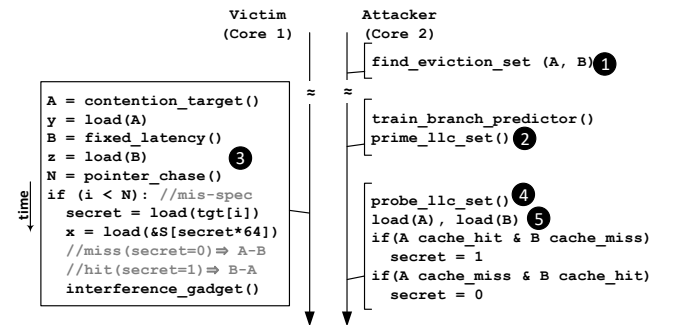 Victim
(Core 1)
Attacker
(Core 2)
find_eviction_set (A, B) 1
≈
≈
A = contention_target()
y = load(A)
B = fixed_latency()
z = load(B)
3
N = pointer_chase()
if (i < N): //mis-spec
secret = load(tgt[i])
x = load(&S[secret*64])
//miss(secret=0)⇒ A-B
//hit(secret=1)⇒ B-A
interference_gadget()
time
train_branch_predictor()
prime_llc_set() 2
probe_llc_set() 4
load(A), load(B) 5
if(A cache_hit & B cache_miss)
secret = 1
if(A cache_miss & B cache_hit)
secret = 0